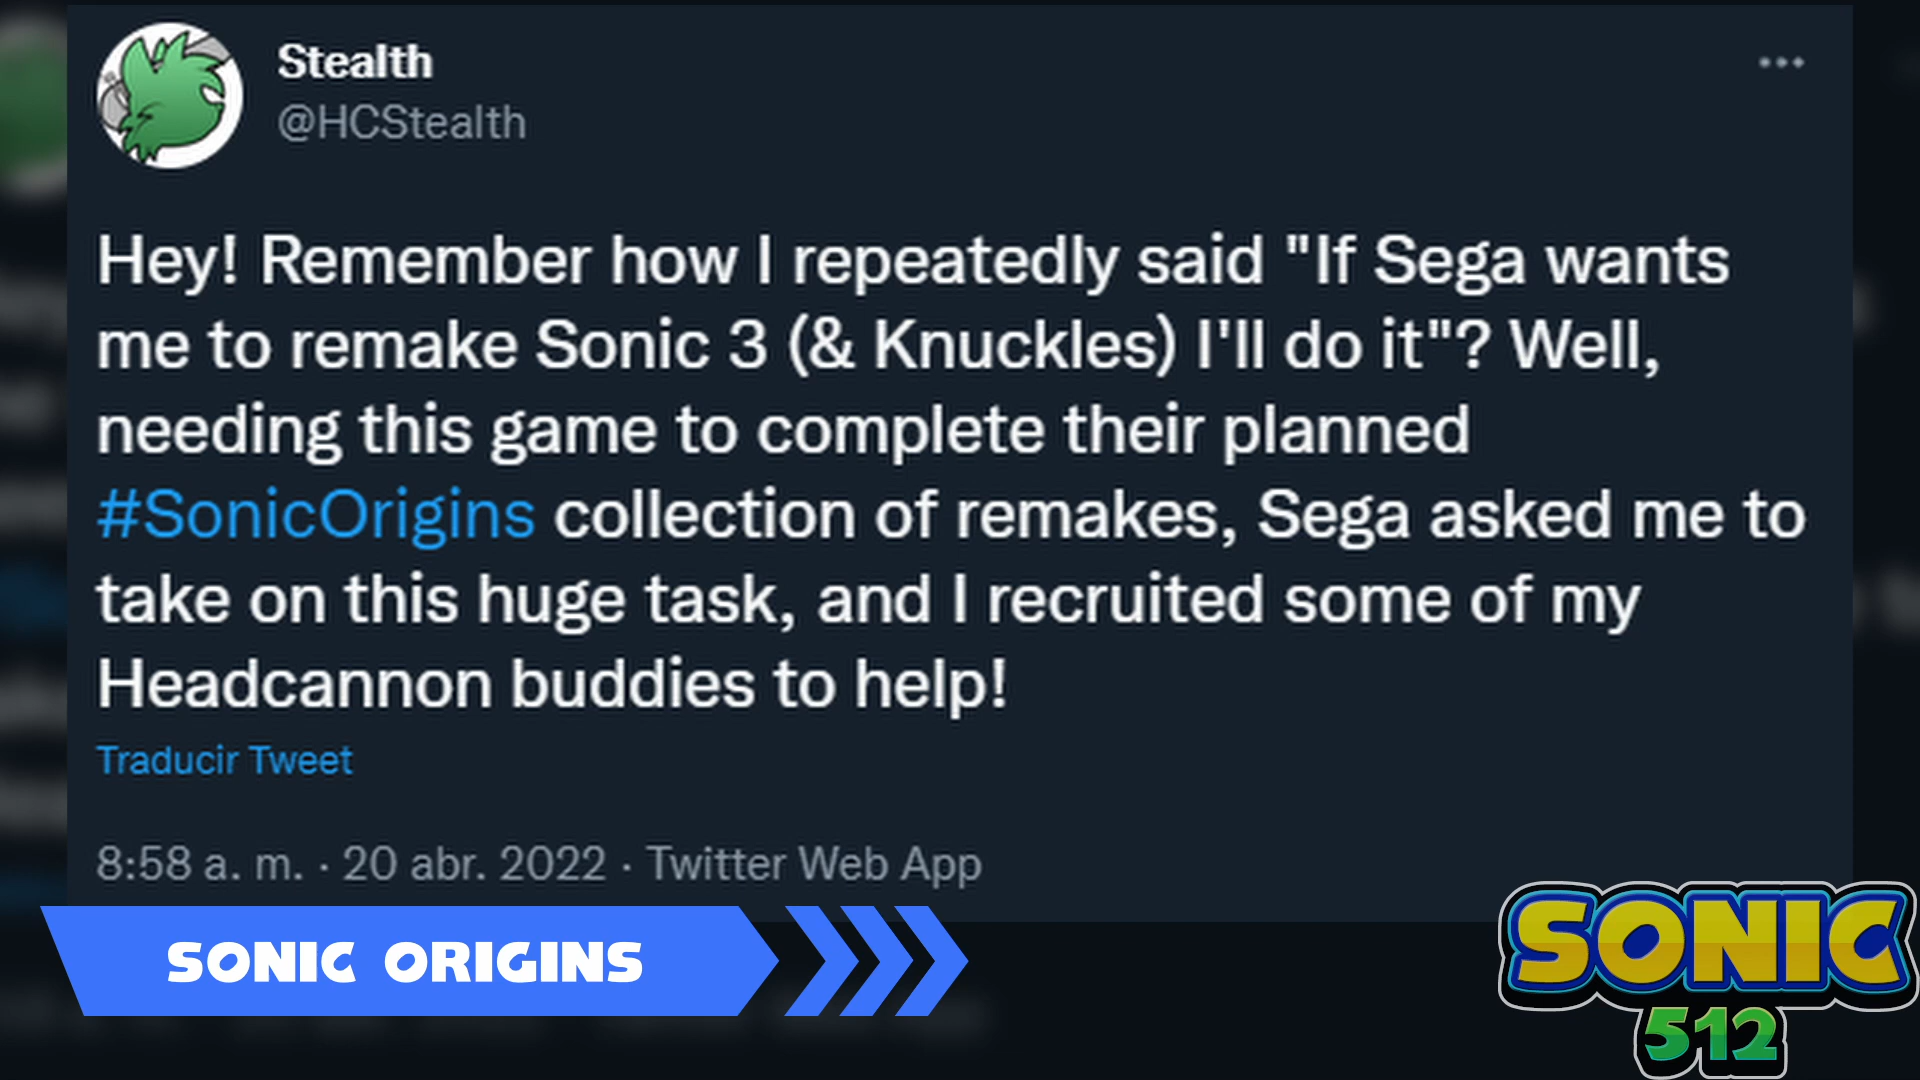 Stealth
@HCStealth
Hey! Remember how I repeatedly said "If Sega wants
me to remake Sonic 3 (& Knuckles) I'll do it"? Well,
needing this game to complete their planned
#SonicOrigins collection of remakes, Sega asked me to
take on this huge task, and I recruited some of my
Headcannon buddies to help!
Traducir Tweet
8:58 a. m. · 20 abr. 2022 · Twitter Web App
SONIC ORIGINS
SONIC
512